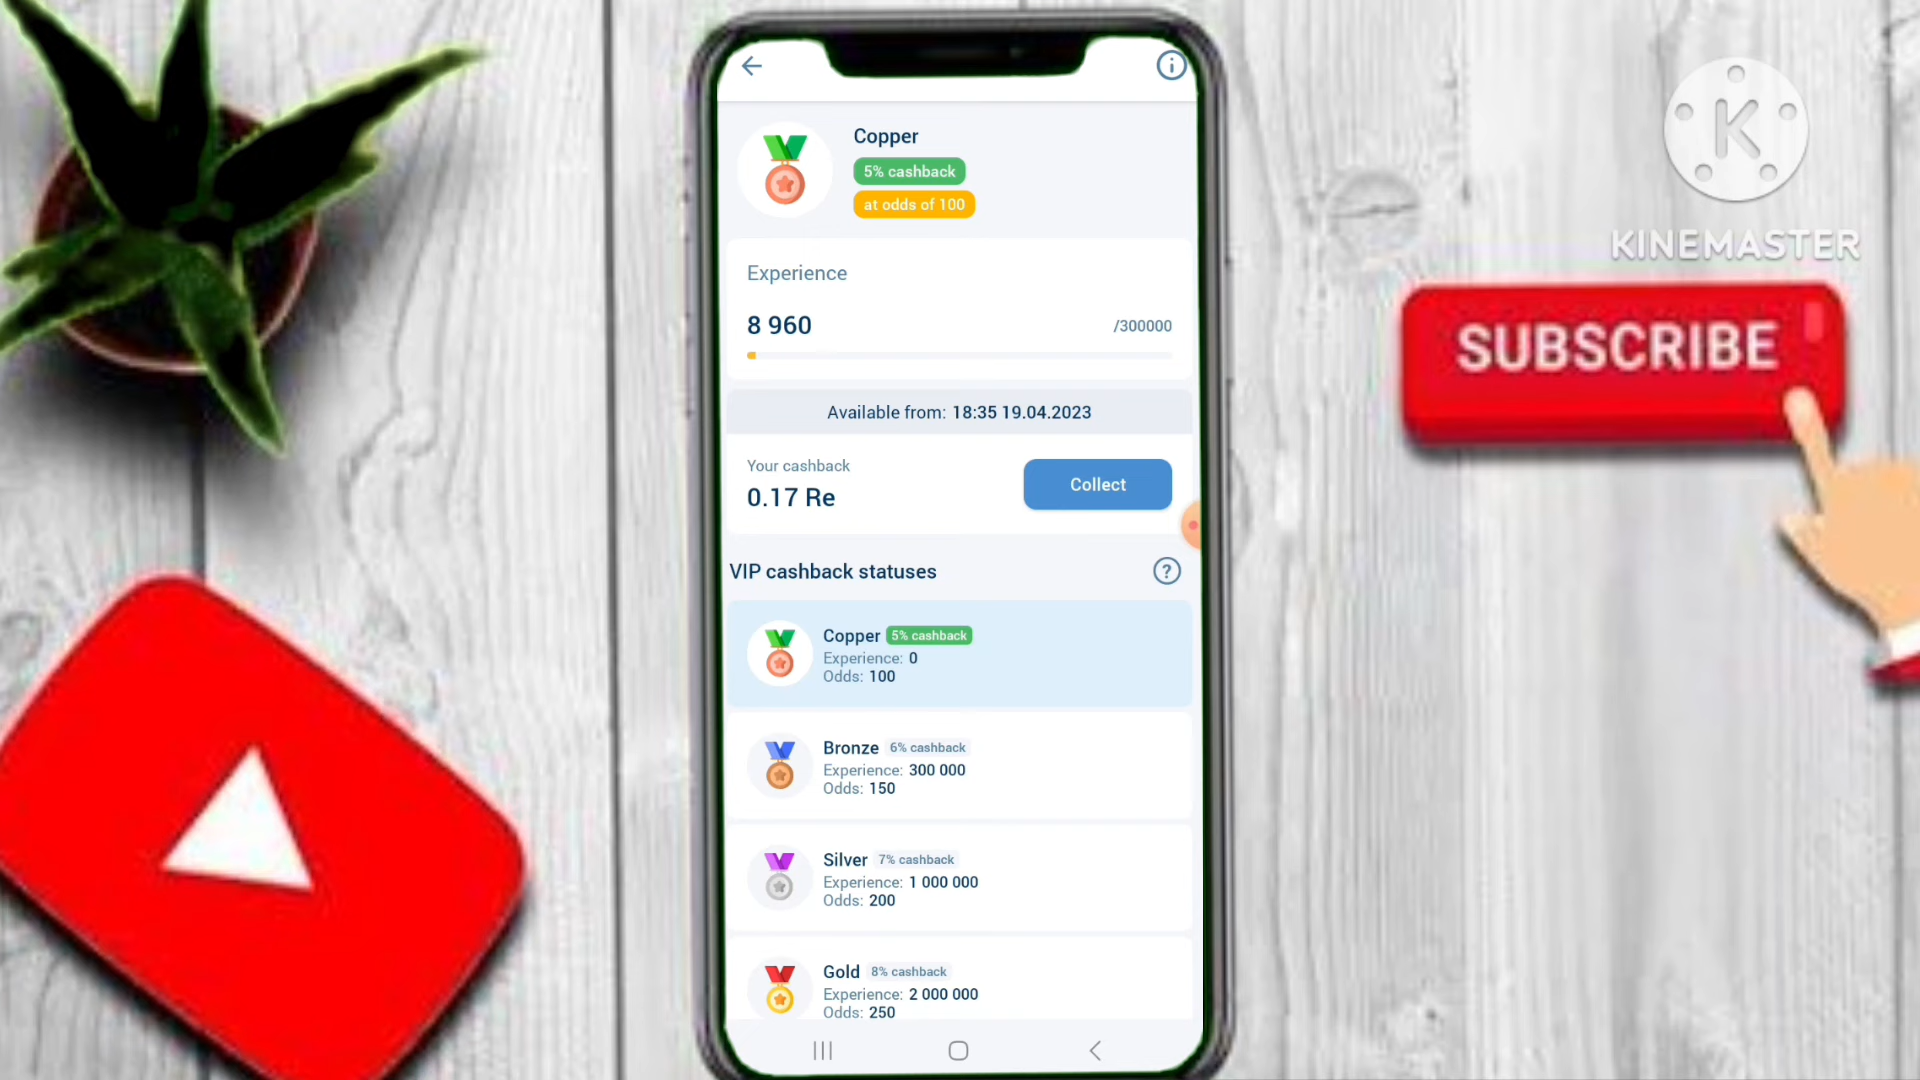 Copper
5% cashback
at odds of 100
Experience
8 960
/300000
Available from: 18:35 19.04.2023
Your cashback
0.17 Re
Collect
VIP cashback statuses
Copper 5% cashback
Experience: 0
Odds: 100
Bronze 6% cashback
Experience: 300 000
Odds: 150
Silver 7% cashback
Experience: 1 000 000
Odds: 200
Gold 8% cashback
Experience: 2 000 000
Odds: 250
K
KINEMASTER
SUBSCRIBE